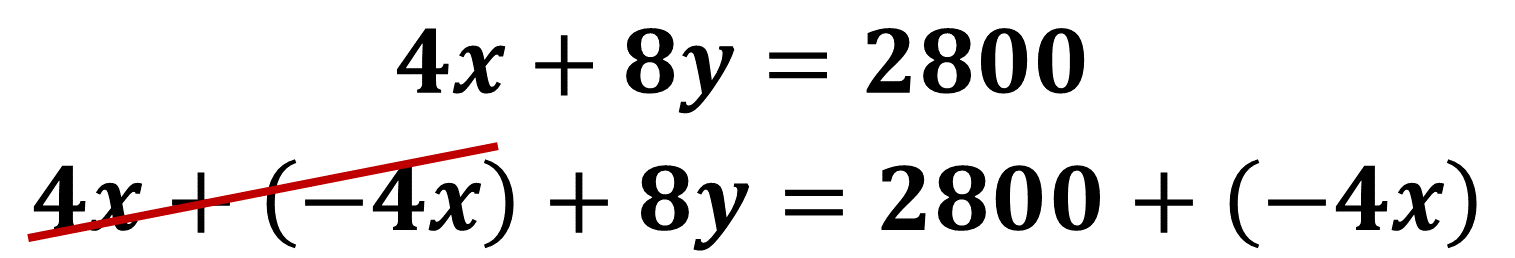 4x + 8y = 2800
4x + (−4x) + 8y = 2800 + (−4x)